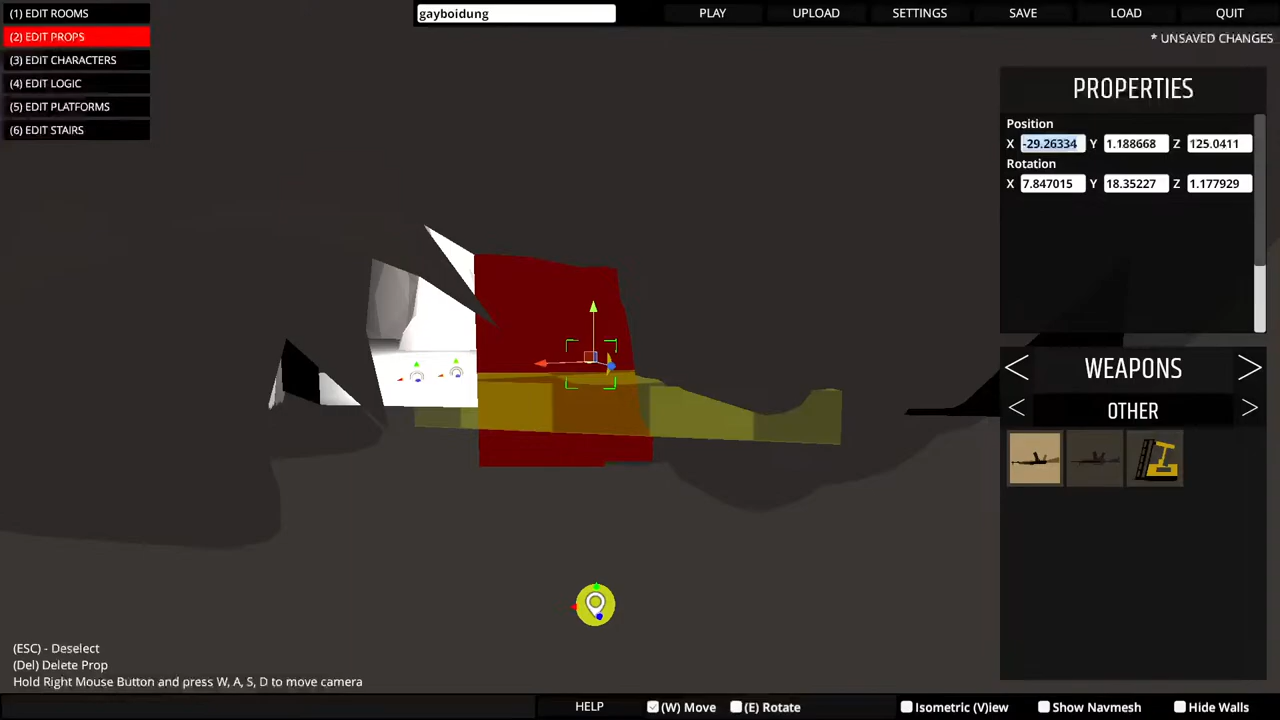 (1) EDIT ROOMS
(2) EDIT PROPS
(3) EDIT CHARACTERS
(4) EDIT LOGIC
(5) EDIT PLATFORMS
(6) EDIT STAIRS
gayboidung
PLAY UPLOAD SETTINGS SAVE LOAD QUIT
* UNSAVED CHANGES
PROPERTIES
Position
X -29.26334 Y 1.188668 Z 125.0411
Rotation
X 7.847015 Y 18.35227 Z 1.177929
WEAPONS
OTHER
(ESC) - Deselect
(Del) Delete Prop
Hold Right Mouse Button and press W, A, S, D to move camera
HELP (W) Move (E) Rotate Isometric (V)iew Show Navmesh Hide Walls